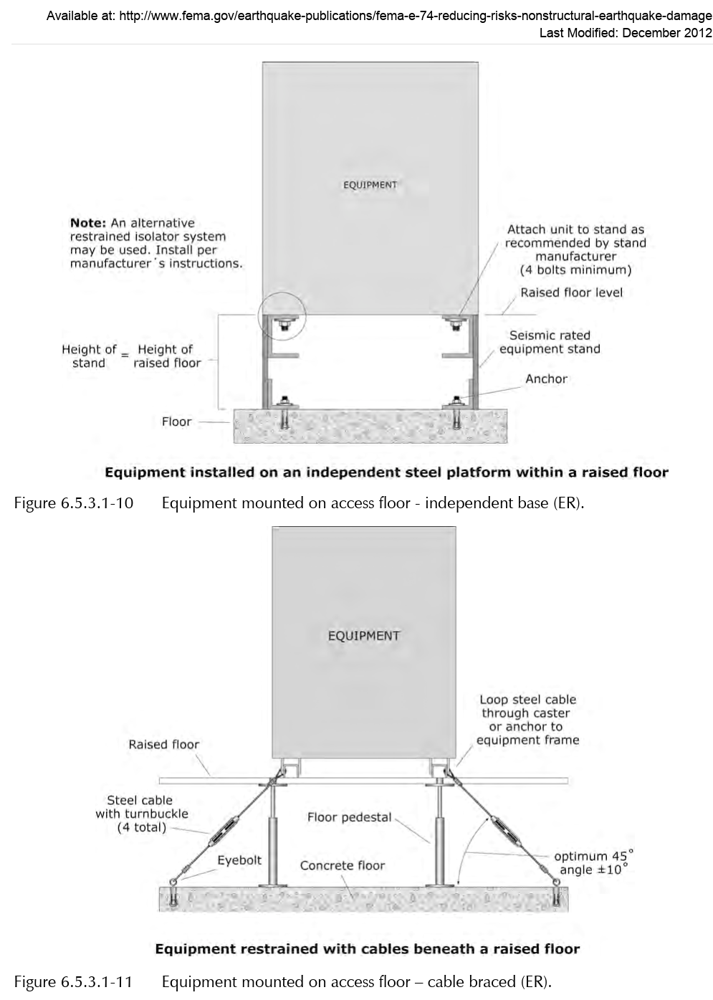 Available at: http://www.fema.gov/earthquake-publications/fema-e-74-reducing-risks-nonstructural-earthquake-damage
Last Modified: December 2012
EQUIPMENT
Note: An alternative
restrained isolator system
may be used. Install per
manufacturer´s instructions.
Attach unit to stand as
recommended by stand
manufacturer
(4 bolts minimum)
Raised floor level
Height of stand = Height of raised floor
Seismic rated
equipment stand
Anchor
Floor
Equipment installed on an independent steel platform within a raised floor
Figure 6.5.3.1-10 Equipment mounted on access floor - independent base (ER).
EQUIPMENT
Loop steel cable
through caster
or anchor to
equipment frame
Raised floor
Steel cable
with turnbuckle
(4 total)
Floor pedestal
Eyebolt
Concrete floor
optimum 45°
angle ±10°
Equipment restrained with cables beneath a raised floor
Figure 6.5.3.1-11 Equipment mounted on access floor – cable braced (ER).